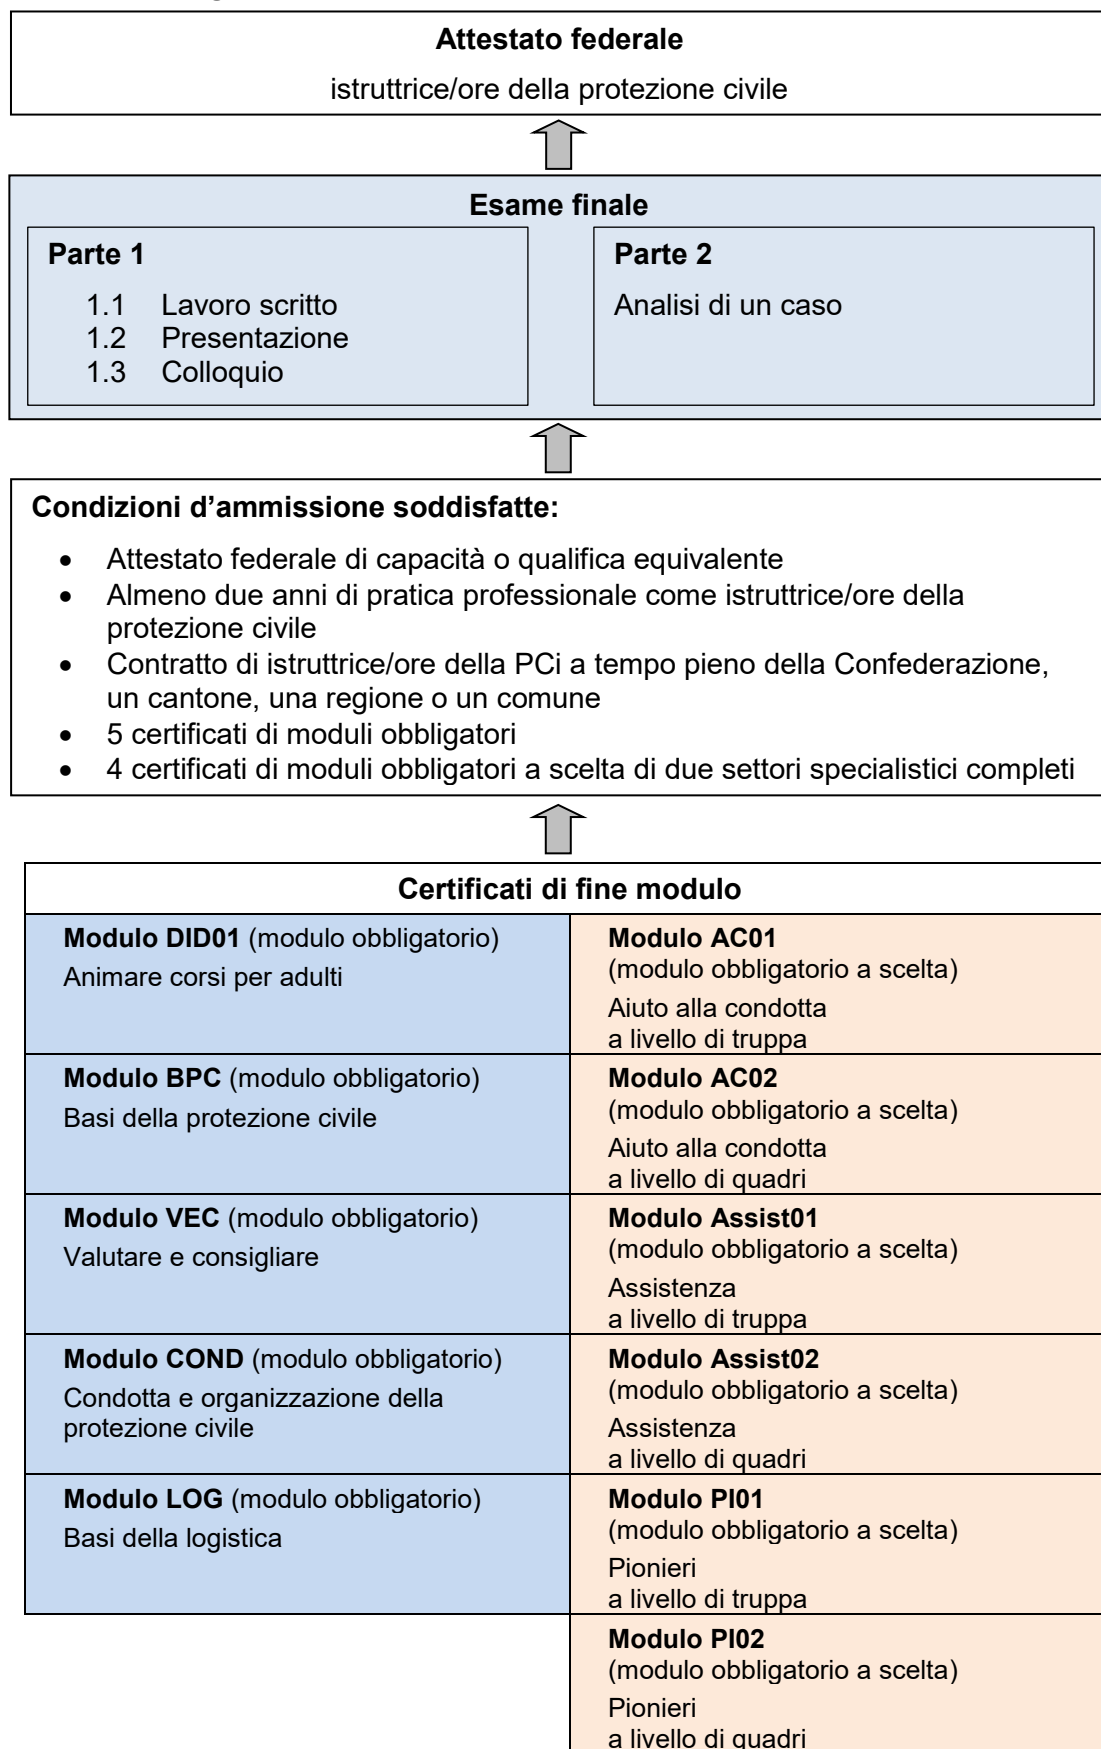 Attestato federale
istruttrice/ore della protezione civile
Esame finale
Parte 1
1.1 Lavoro scritto
1.2 Presentazione
1.3 Colloquio
Parte 2
Analisi di un caso
Condizioni d’ammissione soddisfatte:
• Attestato federale di capacità o qualifica equivalente
• Almeno due anni di pratica professionale come istruttrice/ore della
protezione civile
• Contratto di istruttrice/ore della PCi a tempo pieno della Confederazione,
un cantone, una regione o un comune
• 5 certificati di moduli obbligatori
• 4 certificati di moduli obbligatori a scelta di due settori specialistici completi
Certificati di fine modulo
Modulo DID01 (modulo obbligatorio)
Animare corsi per adulti
Modulo AC01
(modulo obbligatorio a scelta)
Aiuto alla condotta
a livello di truppa
Modulo BPC (modulo obbligatorio)
Basi della protezione civile
Modulo AC02
(modulo obbligatorio a scelta)
Aiuto alla condotta
a livello di quadri
Modulo VEC (modulo obbligatorio)
Valutare e consigliare
Modulo Assist01
(modulo obbligatorio a scelta)
Assistenza
a livello di truppa
Modulo COND (modulo obbligatorio)
Condotta e organizzazione della
protezione civile
Modulo Assist02
(modulo obbligatorio a scelta)
Assistenza
a livello di quadri
Modulo LOG (modulo obbligatorio)
Basi della logistica
Modulo PI01
(modulo obbligatorio a scelta)
Pionieri
a livello di truppa
Modulo PI02
(modulo obbligatorio a scelta)
Pionieri
a livello di quadri